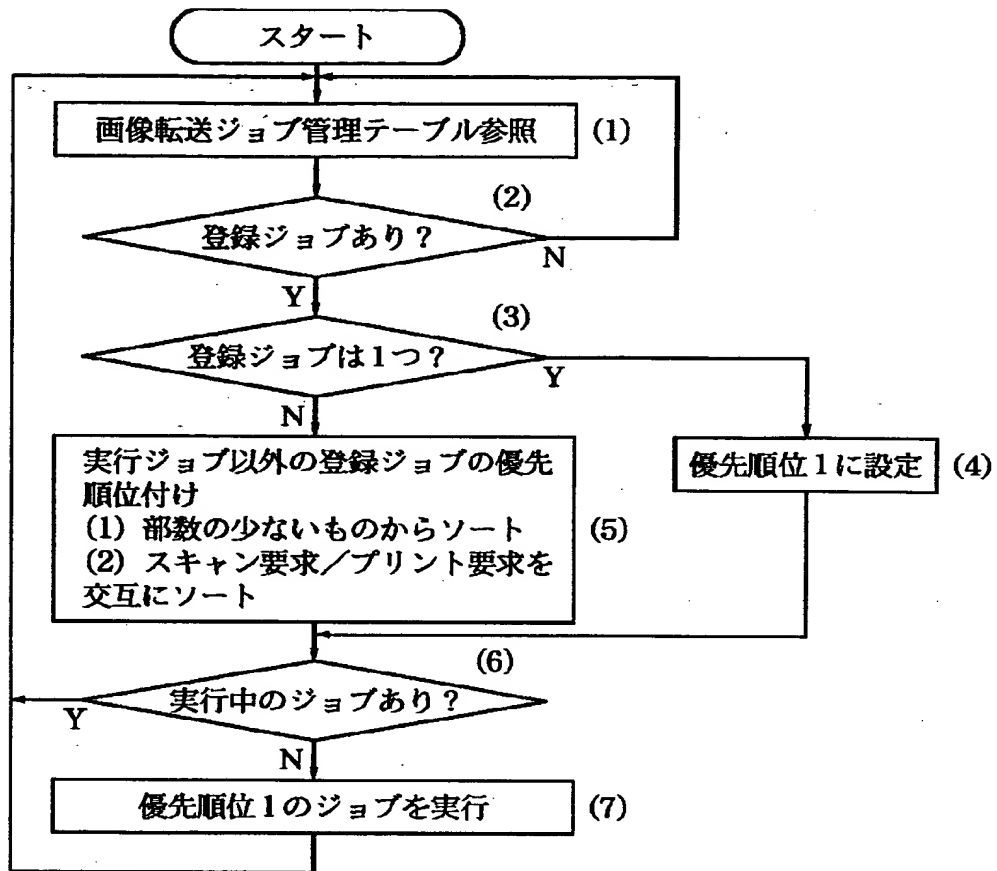 スタート
画像転送ジョブ管理テーブル参照
(1)
(2)
登録ジョブあり？
N
Y
(3)
登録ジョブは１つ？
Y
N
実行ジョブ以外の登録ジョブの優先
順位付け
(1) 部数の少ないものからソート
(2) スキャン要求／プリント要求を
交互にソート
(5)
優先順位１に設定
(4)
(6)
実行中のジョブあり？
Y
N
優先順位１のジョブを実行
(7)